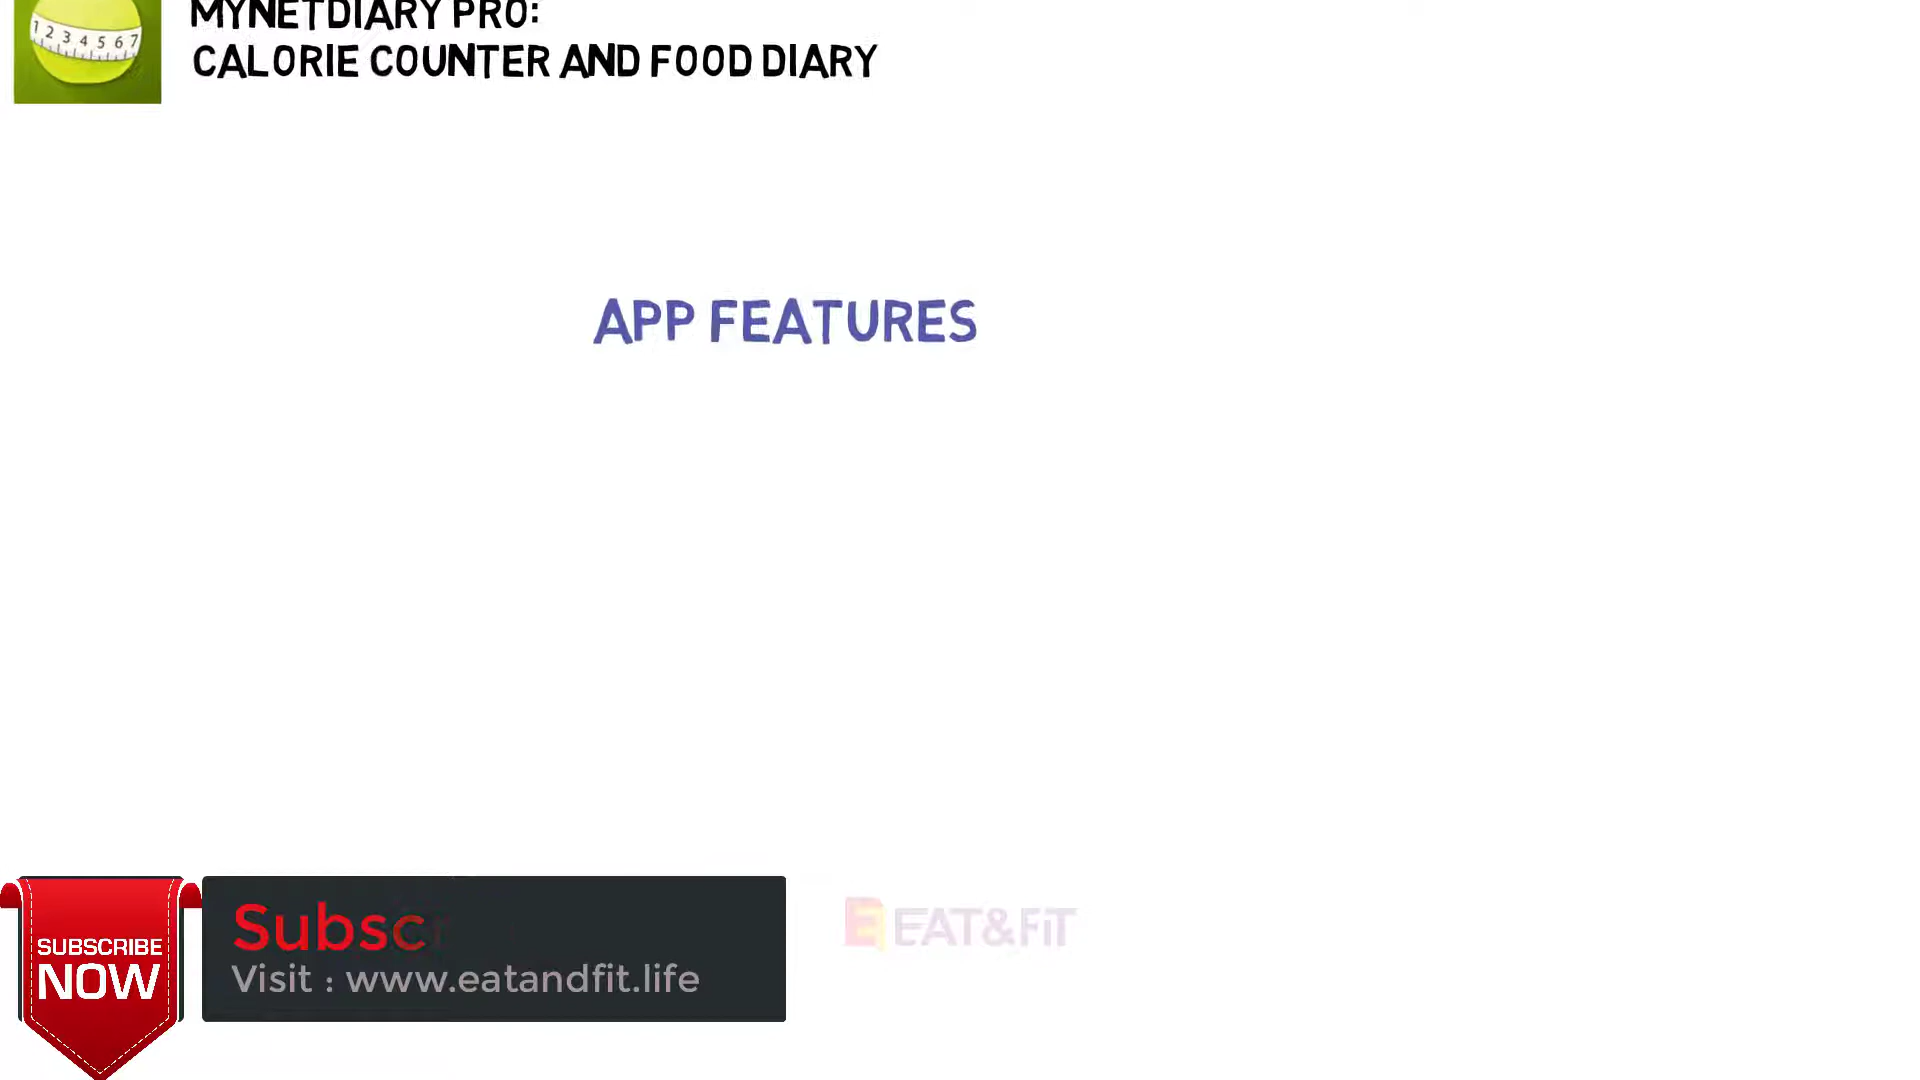 MYNETDIARY PRO:
CALORIE COUNTER AND FOOD DIARY
1 2 3 4 5 6 7
APP FEATURES
SUBSCRIBE
NOW
Subsc
Visit : www.eatandfit.life
E EAT&FiT